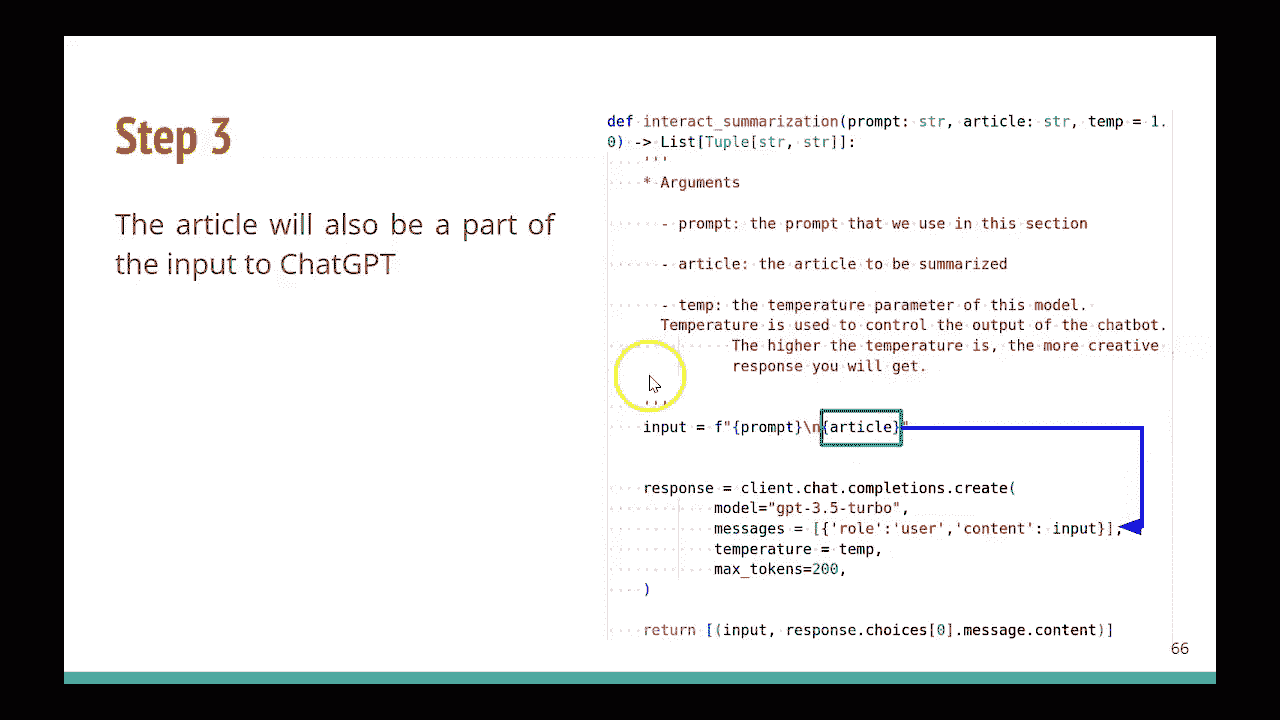 Step 3
The article will also be a part of
the input to ChatGPT
def interact_summarization(prompt: str, article: str, temp = 1.
0) -> List[Tuple[str, str]]:
'''
* Arguments
- prompt: the prompt that we use in this section
- article: the article to be summarized
- temp: the temperature parameter of this model.
Temperature is used to control the output of the chatbot.
The higher the temperature is, the more creative
response you will get.
'''
input = f"{prompt}\n{article}"
response = client.chat.completions.create(
model="gpt-3.5-turbo",
messages = [{'role':'user','content': input}],
temperature = temp,
max_tokens=200,
)
return [(input, response.choices[0].message.content)]
66